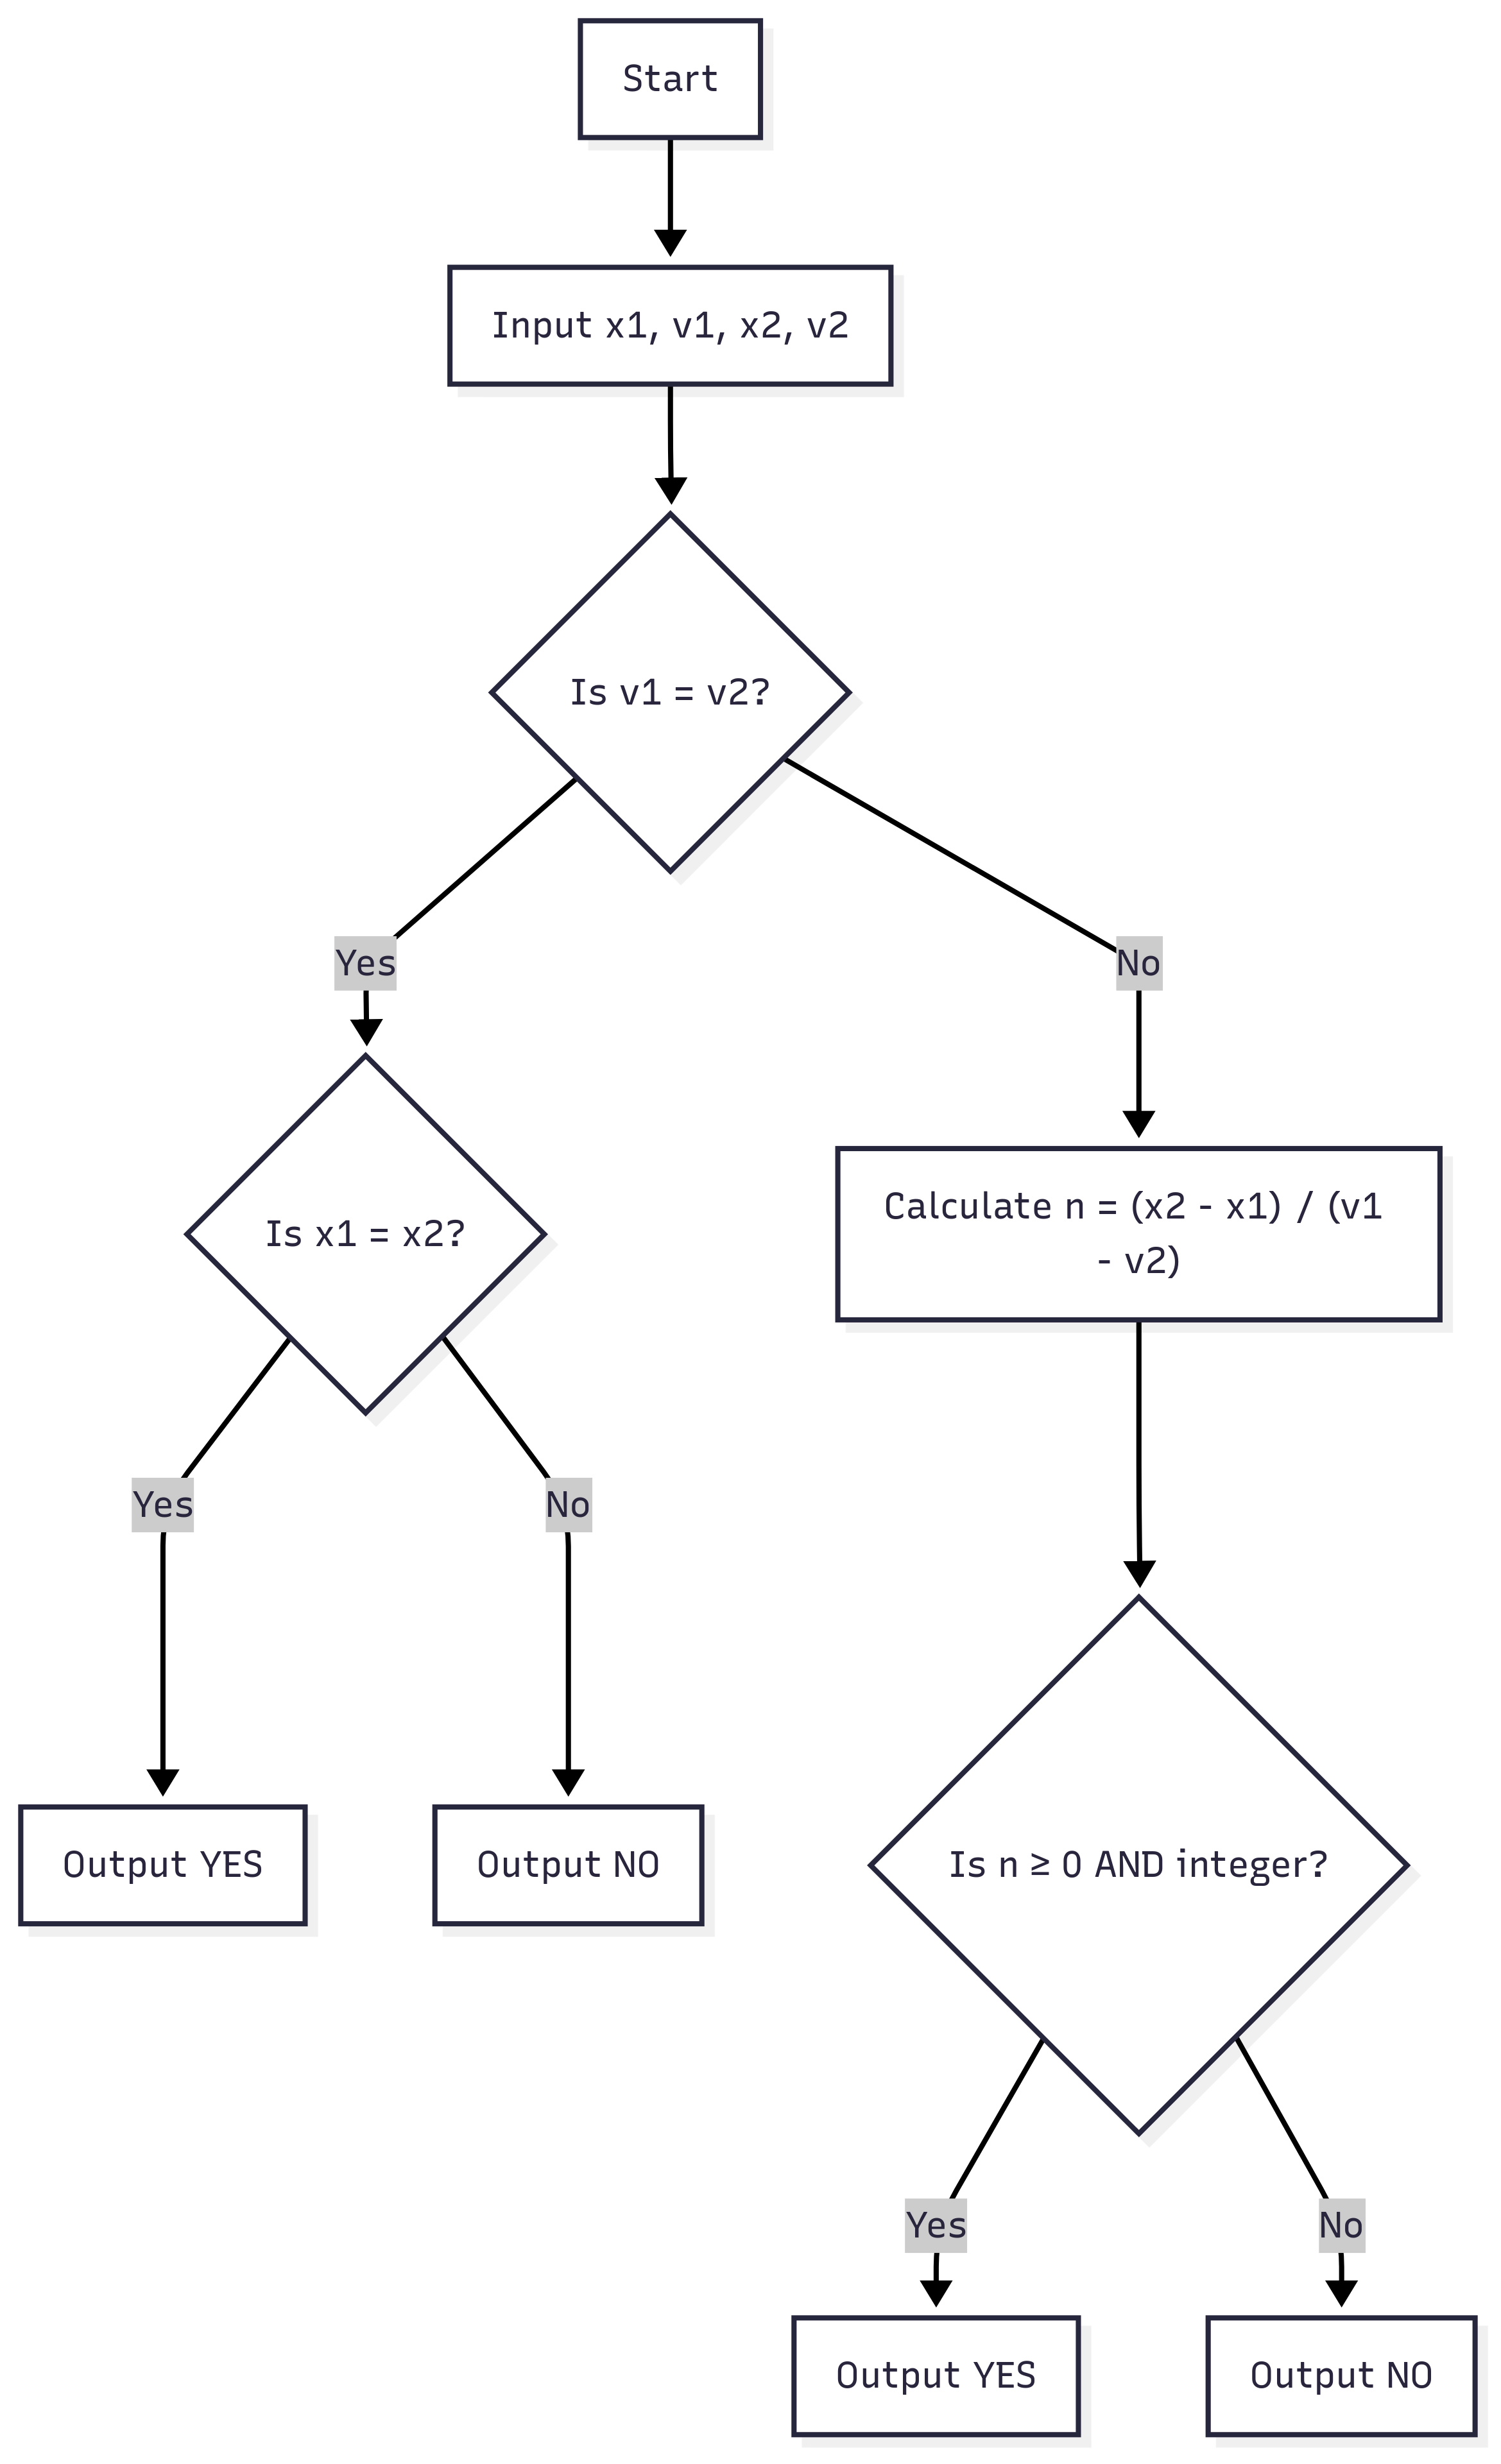 Start
Input x1, v1, x2, v2
Is v1 = v2?
Yes
No
Is x1 = x2?
Calculate n = (x2 - x1) / (v1
- v2)
Yes
No
Output YES
Output NO
Is n ≥ 0 AND integer?
Yes
No
Output YES
Output NO